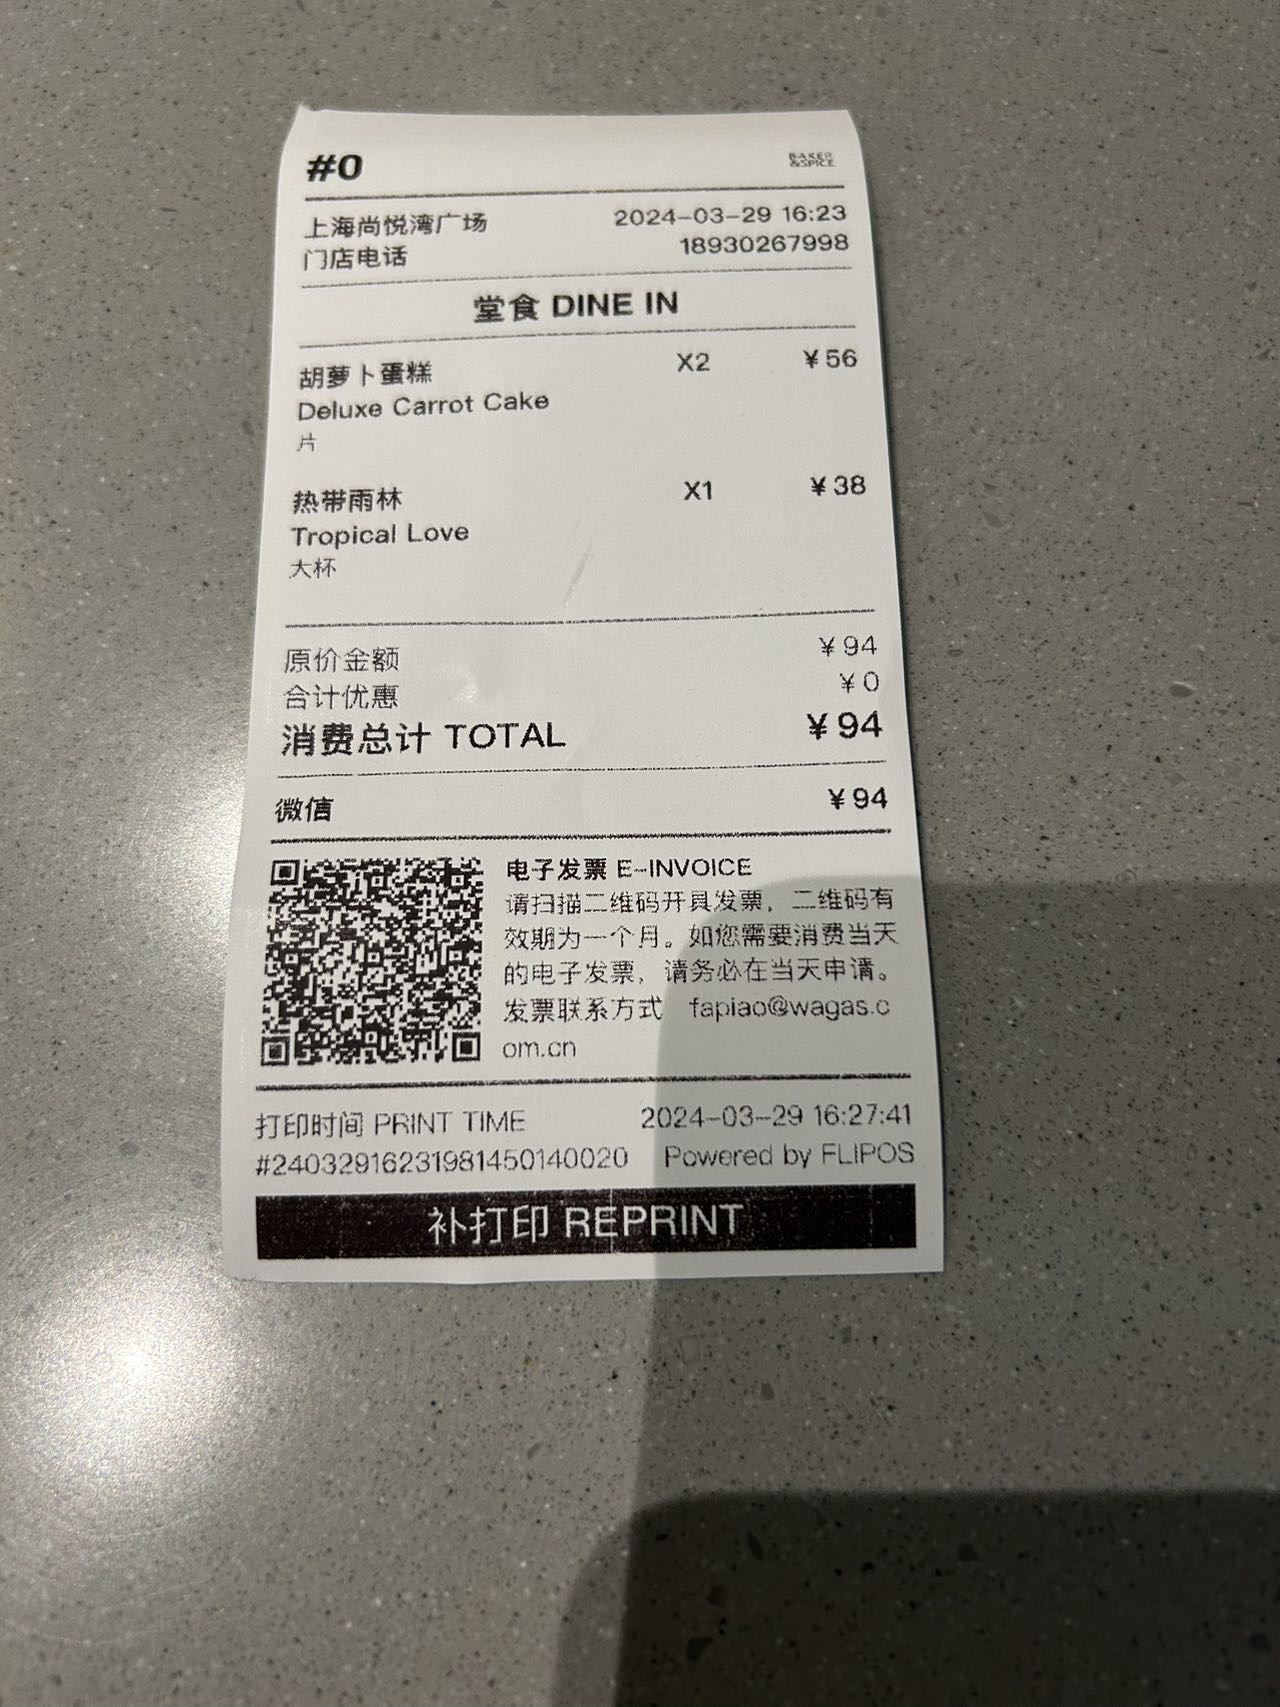 #0
BAKER
&SPICE
上海尚悦湾广场 2024-03-29 16:23
门店电话 18930267998
堂食 DINE IN
胡萝卜蛋糕 X2 ¥56
Deluxe Carrot Cake
片
热带雨林 X1 ¥38
Tropical Love
大杯
原价金额 ¥94
合计优惠 ¥0
消费总计 TOTAL ¥94
微信 ¥94
电子发票 E-INVOICE
请扫描二维码开具发票，二维码有
效期为一个月。如您需要消费当天
的电子发票，请务必在当天申请。
发票联系方式 fapiao@wagas.c
om.cn
打印时间 PRINT TIME 2024-03-29 16:27:41
#24032916231981450140020 Powered by FLIPOS
补打印 REPRINT